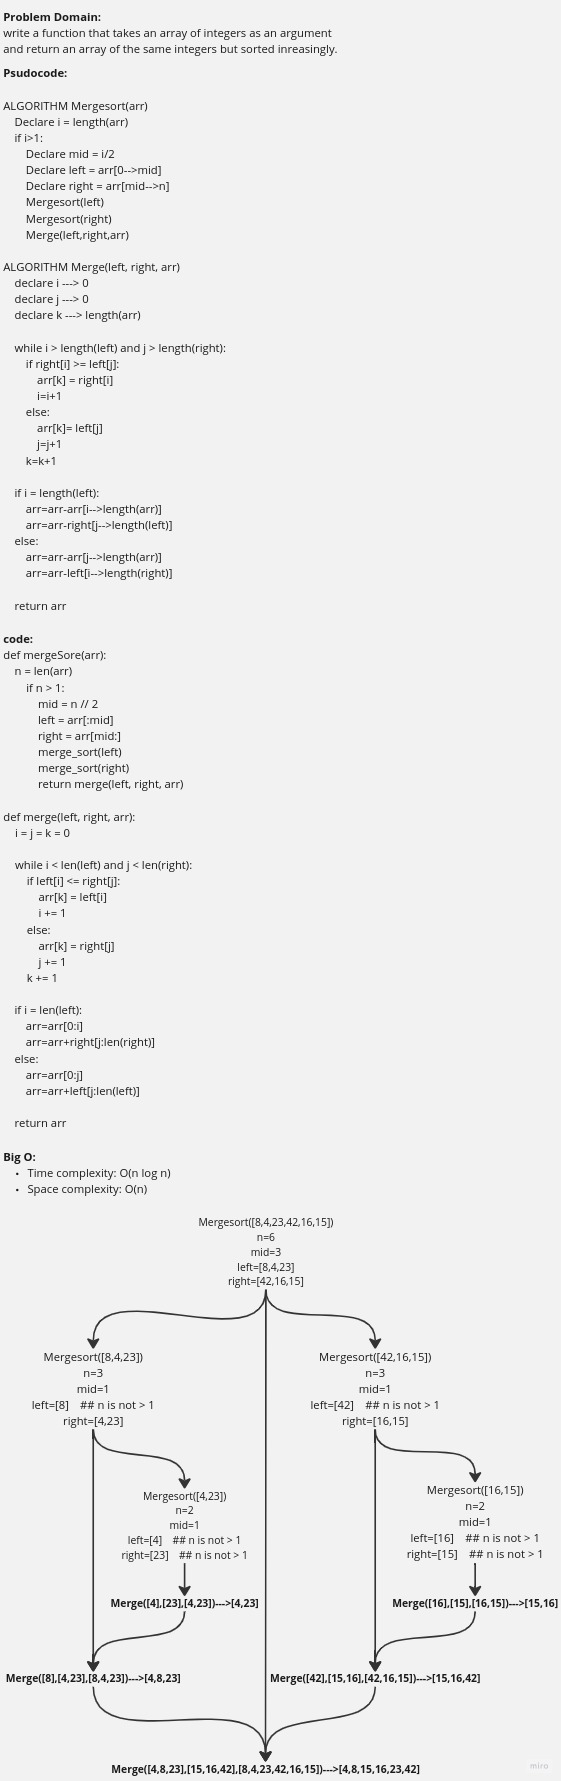 Problem Domain:
write a function that takes an array of integers as an argument
and return an array of the same integers but sorted inreasingly.
Psudocode:
ALGORITHM Mergesort(arr)
Declare i = length(arr)
if i>1:
Declare mid = i/2
Declare left = arr[0-->mid]
Declare right = arr[mid-->n]
Mergesort(left)
Mergesort(right)
Merge(left,right,arr)
ALGORITHM Merge(left, right, arr)
declare i ---> 0
declare j ---> 0
declare k ---> length(arr)
while i > length(left) and j > length(right):
if right[i] >= left[j]:
arr[k] = right[i]
i=i+1
else:
arr[k]= left[j]
j=j+1
k=k+1
if i = length(left):
arr=arr-arr[i-->length(arr)]
arr=arr-right[j-->length(left)]
else:
arr=arr-arr[j-->length(arr)]
arr=arr-left[i-->length(right)]
return arr
code:
def mergeSore(arr):
n = len(arr)
if n > 1:
mid = n // 2
left = arr[:mid]
right = arr[mid:]
merge_sort(left)
merge_sort(right)
return merge(left, right, arr)
def merge(left, right, arr):
i = j = k = 0
while i < len(left) and j < len(right):
if left[i] <= right[j]:
arr[k] = left[i]
i += 1
else:
arr[k] = right[j]
j += 1
k += 1
if i = len(left):
arr=arr[0:i]
arr=arr+right[j:len(right)]
else:
arr=arr[0:j]
arr=arr+left[j:len(left)]
return arr
Big O:
• Time complexity: O(n log n)
• Space complexity: O(n)
Mergesort([8,4,23,42,16,15])
n=6
mid=3
left=[8,4,23]
right=[42,16,15]
Mergesort([8,4,23])
n=3
mid=1
left=[8] ## n is not > 1
right=[4,23]
Mergesort([42,16,15])
n=3
mid=1
left=[42] ## n is not > 1
right=[16,15]
Mergesort([4,23])
n=2
mid=1
left=[4] ## n is not > 1
right=[23] ## n is not > 1
Mergesort([16,15])
n=2
mid=1
left=[16] ## n is not > 1
right=[15] ## n is not > 1
Merge([4],[23],[4,23])--->[4,23]
Merge([16],[15],[16,15])--->[15,16]
Merge([8],[4,23],[8,4,23])--->[4,8,23]
Merge([42],[15,16],[42,16,15])--->[15,16,42]
Merge([4,8,23],[15,16,42],[8,4,23,42,16,15])--->[4,8,15,16,23,42]
miro